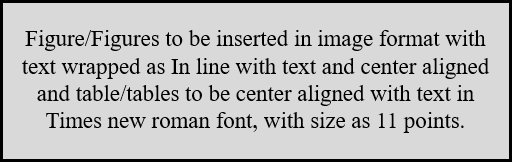 Figure/Figures to be inserted in image format with
text wrapped as In line with text and center aligned
and table/tables to be center aligned with text in
Times new roman font, with size as 11 points.